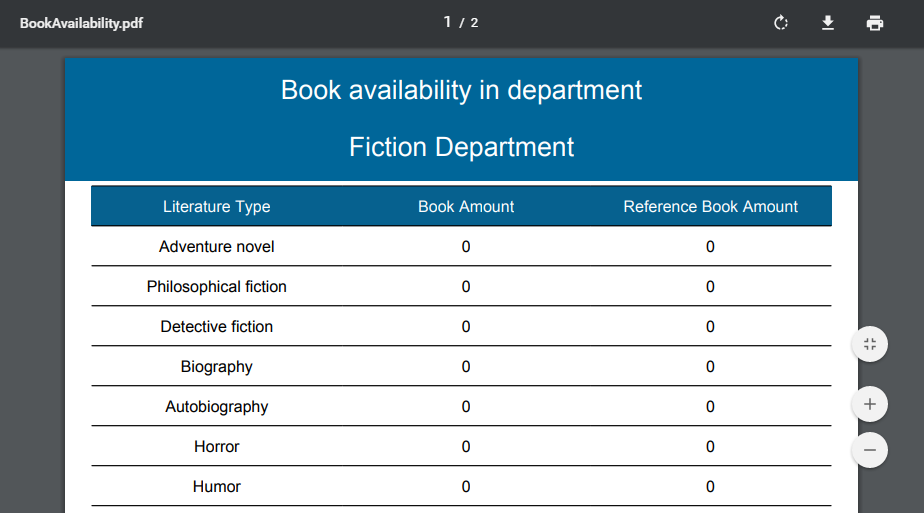 BookAvailability.pdf 1 / 2
Book availability in department
Fiction Department
Literature Type Book Amount Reference Book Amount
Adventure novel 0 0
Philosophical fiction 0 0
Detective fiction 0 0
Biography 0 0
Autobiography 0 0
Horror 0 0
Humor 0 0